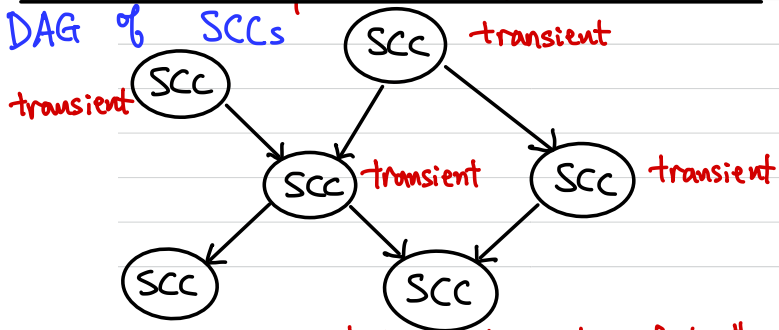 DAG of SCCs
SCC transient
SCC
transient
SCC transient
SCC transient
SCC
SCC